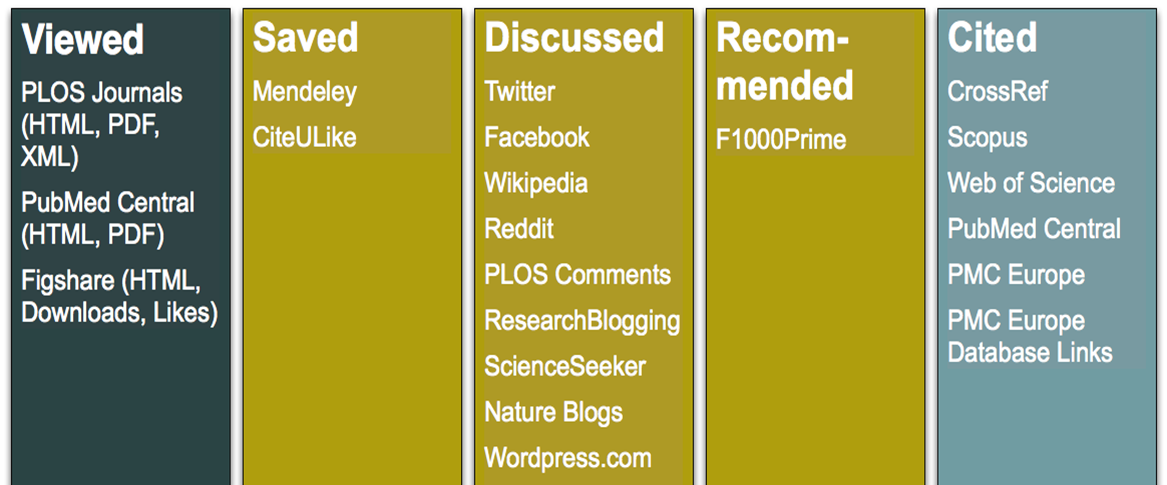 Viewed
PLOS Journals
(HTML, PDF,
XML)
PubMed Central
(HTML, PDF)
Figshare (HTML,
Downloads, Likes)
Saved
Mendeley
CiteULike
Discussed
Twitter
Facebook
Wikipedia
Reddit
PLOS Comments
ResearchBlogging
ScienceSeeker
Nature Blogs
Wordpress.com
Recom-
mended
F1000Prime
Cited
CrossRef
Scopus
Web of Science
PubMed Central
PMC Europe
PMC Europe
Database Links